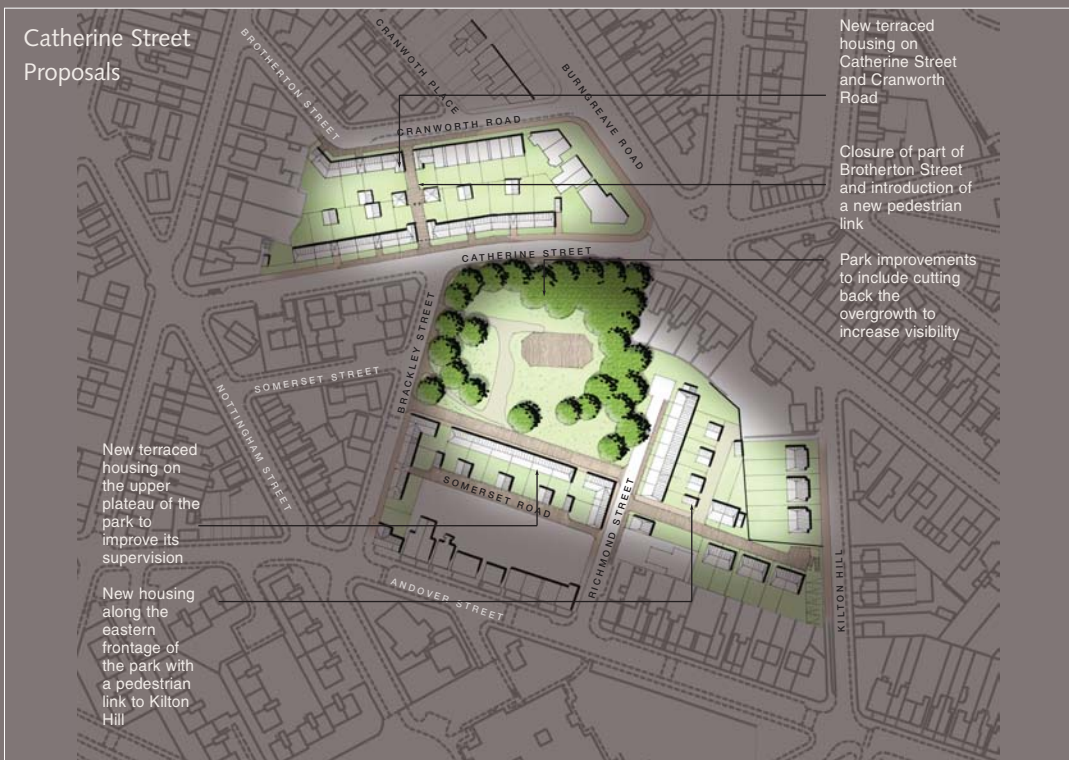 Catherine Street
Proposals
New terraced
housing on
Catherine Street
and Cranworth
Road
Closure of part of
Brotherton Street
and introduction of
a new pedestrian
link
Park improvements
to include cutting
back the
overgrowth to
increase visibility
New terraced
housing on
the upper
plateau of the
park to
improve its
supervision
New housing
along the
eastern
frontage of
the park with
a pedestrian
link to Kilton
Hill
BROTHERTON STREET
CRANWOTH PLACE
BURNGREAVE ROAD
CRANWORTH ROAD
CATHERINE STREET
BRACKLEY STREET
SOMERSET STREET
NOTTINGHAM STREET
SOMERSET ROAD
RICHMOND STREET
ANDOVER STREET
KILTON HILL